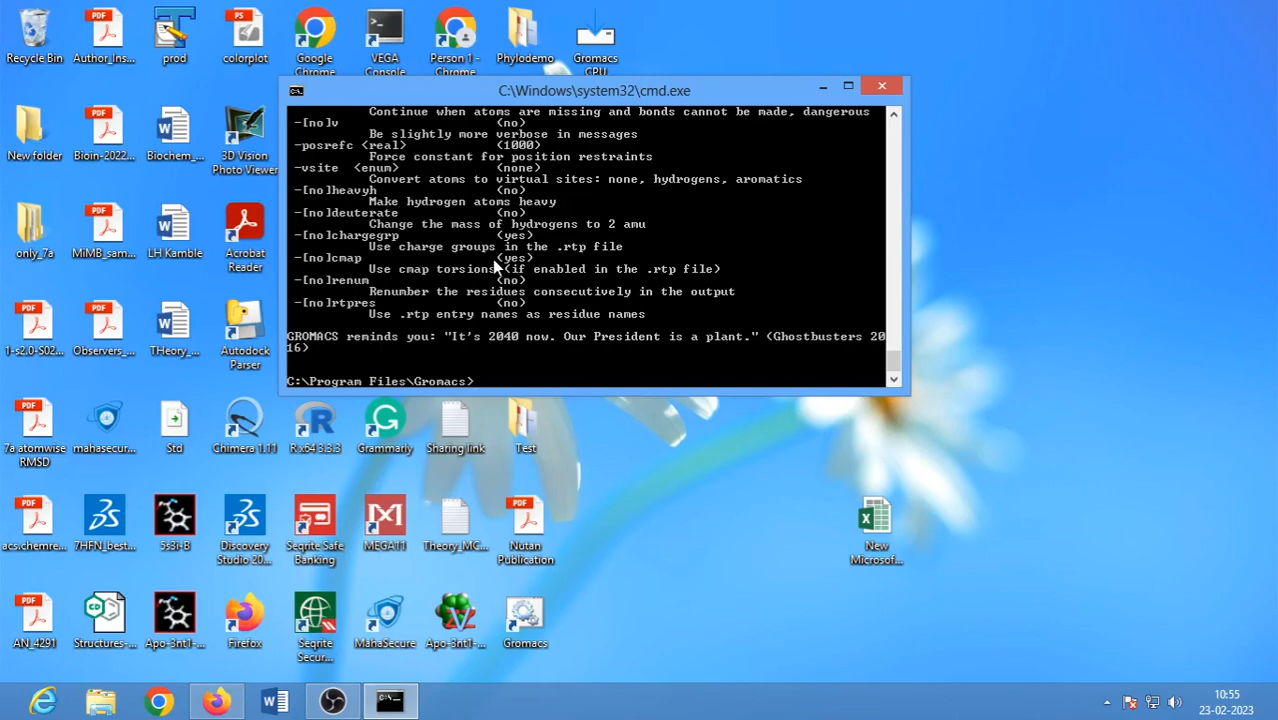 Recycle Bin
Author_Ins...
prod
colorplot
Google
Chrome
VEGA
Console
Person 1 -
Chrome
Phylodemo
Gromacs
CPU
C:\Windows\system32\cmd.exe
Continue when atoms are missing and bonds cannot be made, dangerous
-[no]v (no)
Be slightly more verbose in messages
-posrefc <real> (1000)
Force constant for position restraints
-vsite <enum> (none)
Convert atoms to virtual sites: none, hydrogens, aromatics
-[no]heavyh (no)
Make hydrogen atoms heavy
-[no]deuterate (no)
Change the mass of hydrogens to 2 amu
-[no]chargegrp (yes)
Use charge groups in the .rtp file
-[no]cmap (yes)
Use cmap torsions (if enabled in the .rtp file)
-[no]renum (no)
Renumber the residues consecutively in the output
-[no]rtpres (no)
Use .rtp entry names as residue names
GROMACS reminds you: "It's 2040 now. Our President is a plant." (Ghostbusters 20
16)
C:\Program Files\Gromacs>
New folder
Bioin-2022...
Biochem_...
3D Vision
Photo Viewer
only_7a
MiMB_sam...
LH Kamble
Acrobat
Reader
1-s2.0-S02...
Observers_...
THeory_...
Autodock
Parser
7a atomwise
RMSD
mahasecur...
Std
Chimera 1.11
R x64 3.3.3
Grammarly
Sharing link
Test
acs:chemre...
7HFN_best...
5s3i-B
Discovery
Studio 20...
Seqrite Safe
Banking
MEGA11
Theory_MC...
Nutan
Publication
New
Microsof...
AN_4291
Structures-...
Apo-3nt1-...
Firefox
Seqrite
Secur...
MahaSecure
Apo-3nt1-...
Gromacs
10:55
23-02-2023